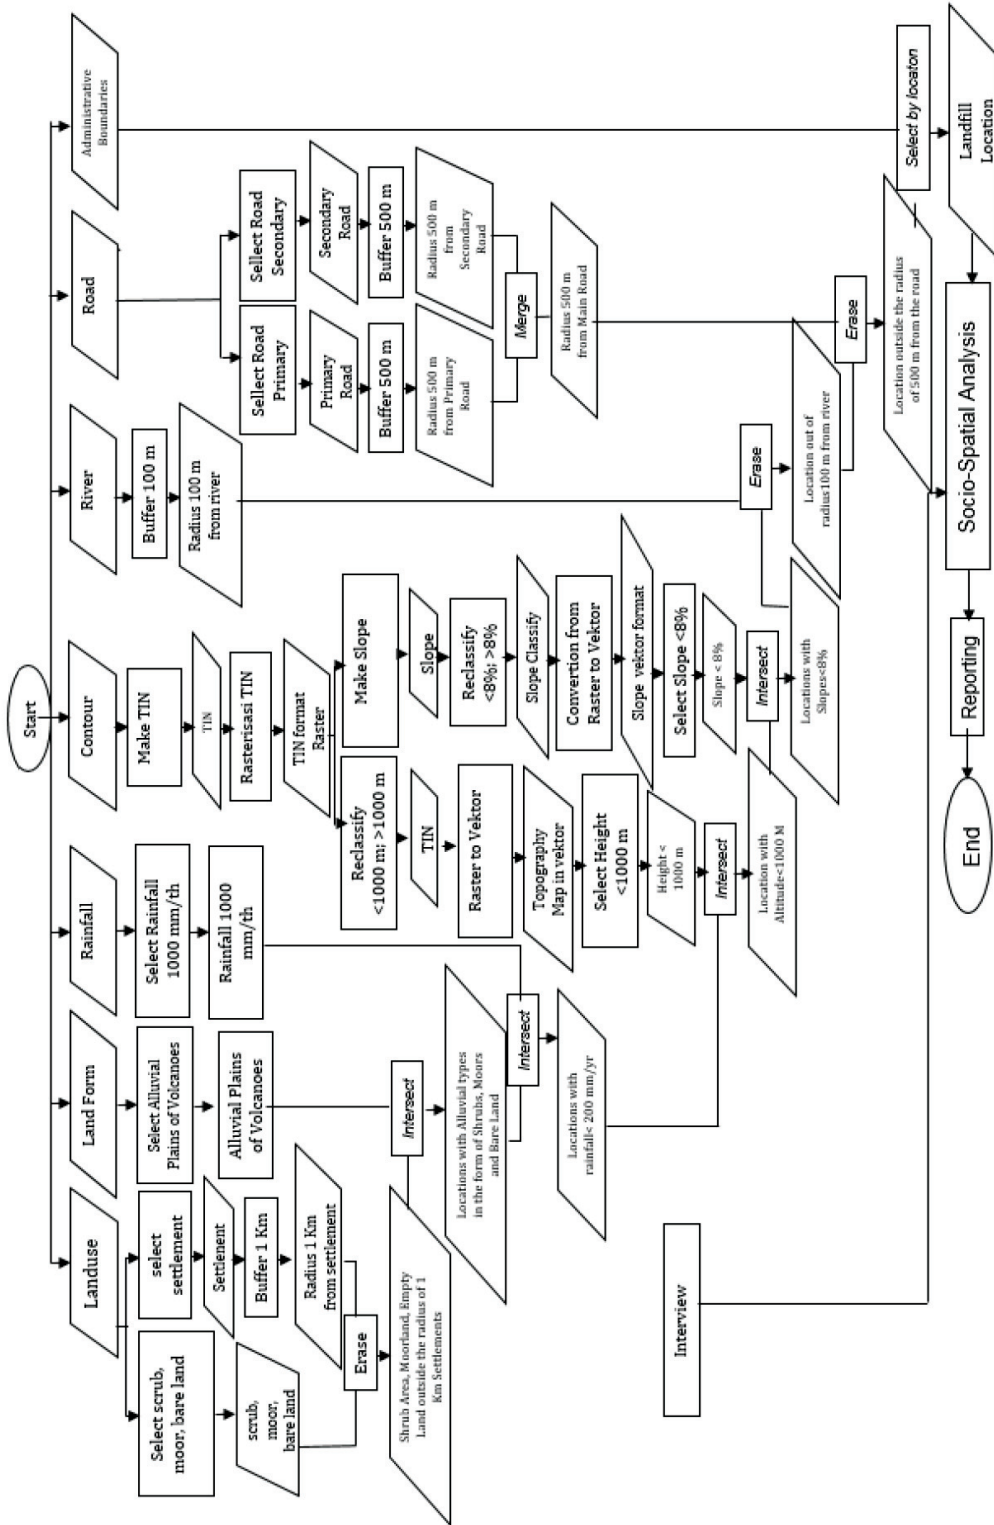 Start
Landuse
Land Form
Rainfall
Contour
River
Road
Administrative
Boundaries
Select scrub,
moor, bare land
select
settlement
scrub,
moor,
bare land
Settlement
Buffer 1 Km
Radius 1 Km
from settlement
Erase
Shrub Area, Moorland, Empty
Land outside the radius of 1
Km Settlements
Select Alluvial
Plains of Volcanoes
Alluvial Plains
of Volcanoes
Intersect
Locations with Alluvial types
in the form of Shrubs, Moors
and Bare Land
Select Rainfall
1000 mm/th
Rainfall 1000
mm/th
Intersect
Locations with
rainfall< 200 mm/yr
Make TIN
TIN
Rasterisasi TIN
TIN format
Raster
Reclassify
<1000 m; >1000 m
TIN
Raster to Vektor
Topography
Map in vektor
Select Height
<1000 m
Height <
1000 m
Intersect
Location with
Altitude<1000 M
Make Slope
Slope
Reclassify
<8%; >8%
Slope Classify
Convertion from
Raster to Vektor
Slope vektor format
Select Slope <8%
Slope < 8%
Intersect
Locations with
Slopes<8%
Buffer 100 m
Radius 100 m
from river
Erase
Location out of
radius100 m from river
Sellect Road
Primary
Primary
Road
Buffer 500 m
Radius 500 m
from Primary
Road
Sellect Road
Secondary
Secondary
Road
Buffer 500 m
Radius 500 m
from
Secondary
Road
Merge
Radius 500 m
from Main Road
Erase
Location outside the radius
of 500 m from the road
Select by locaton
Landfill
Location
Interview
Socio-Spatial Analysis
Reporting
End